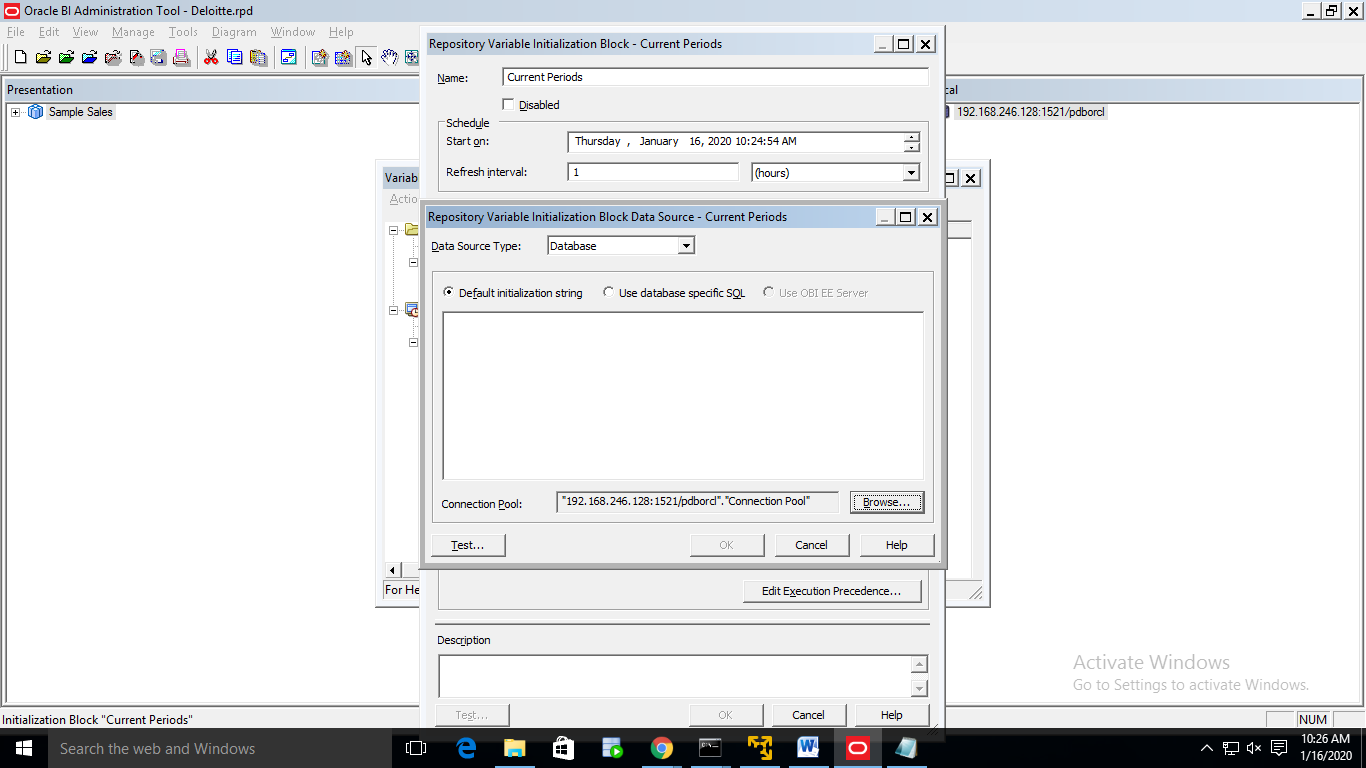 Oracle BI Administration Tool - Deloitte.rpd
File Edit View Manage Tools Diagram Window Help
Presentation
Sample Sales
cal
192.168.246.128:1521/pdborcl
Variab
Actio
For He
Repository Variable Initialization Block - Current Periods
Name: Current Periods
Disabled
Schedule
Start on: Thursday , January 16, 2020 10:24:54 AM
Refresh interval: 1 (hours)
Repository Variable Initialization Block Data Source - Current Periods
Data Source Type: Database
Default initialization string Use database specific SQL Use OBI EE Server
Connection Pool: "192.168.246.128:1521/pdborcl"."Connection Pool" Browse...
Test... OK Cancel Help
Edit Execution Precedence...
Description
Test... OK Cancel Help
Activate Windows
Go to Settings to activate Windows.
Initialization Block "Current Periods" NUM
Search the web and Windows
10:26 AM
1/16/2020